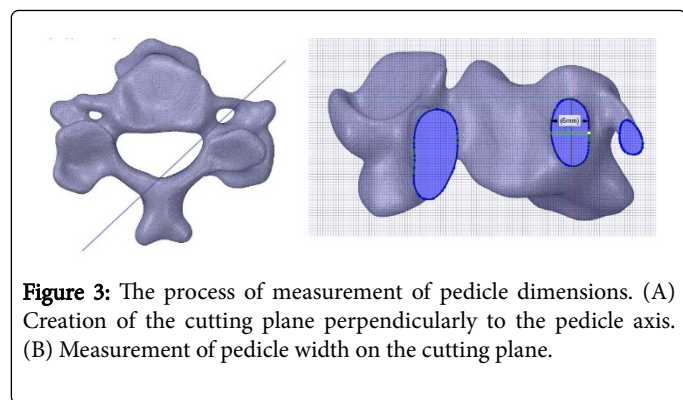 (6mm)
Figure 3: The process of measurement of pedicle dimensions. (A)
Creation of the cutting plane perpendicularly to the pedicle axis.
(B) Measurement of pedicle width on the cutting plane.